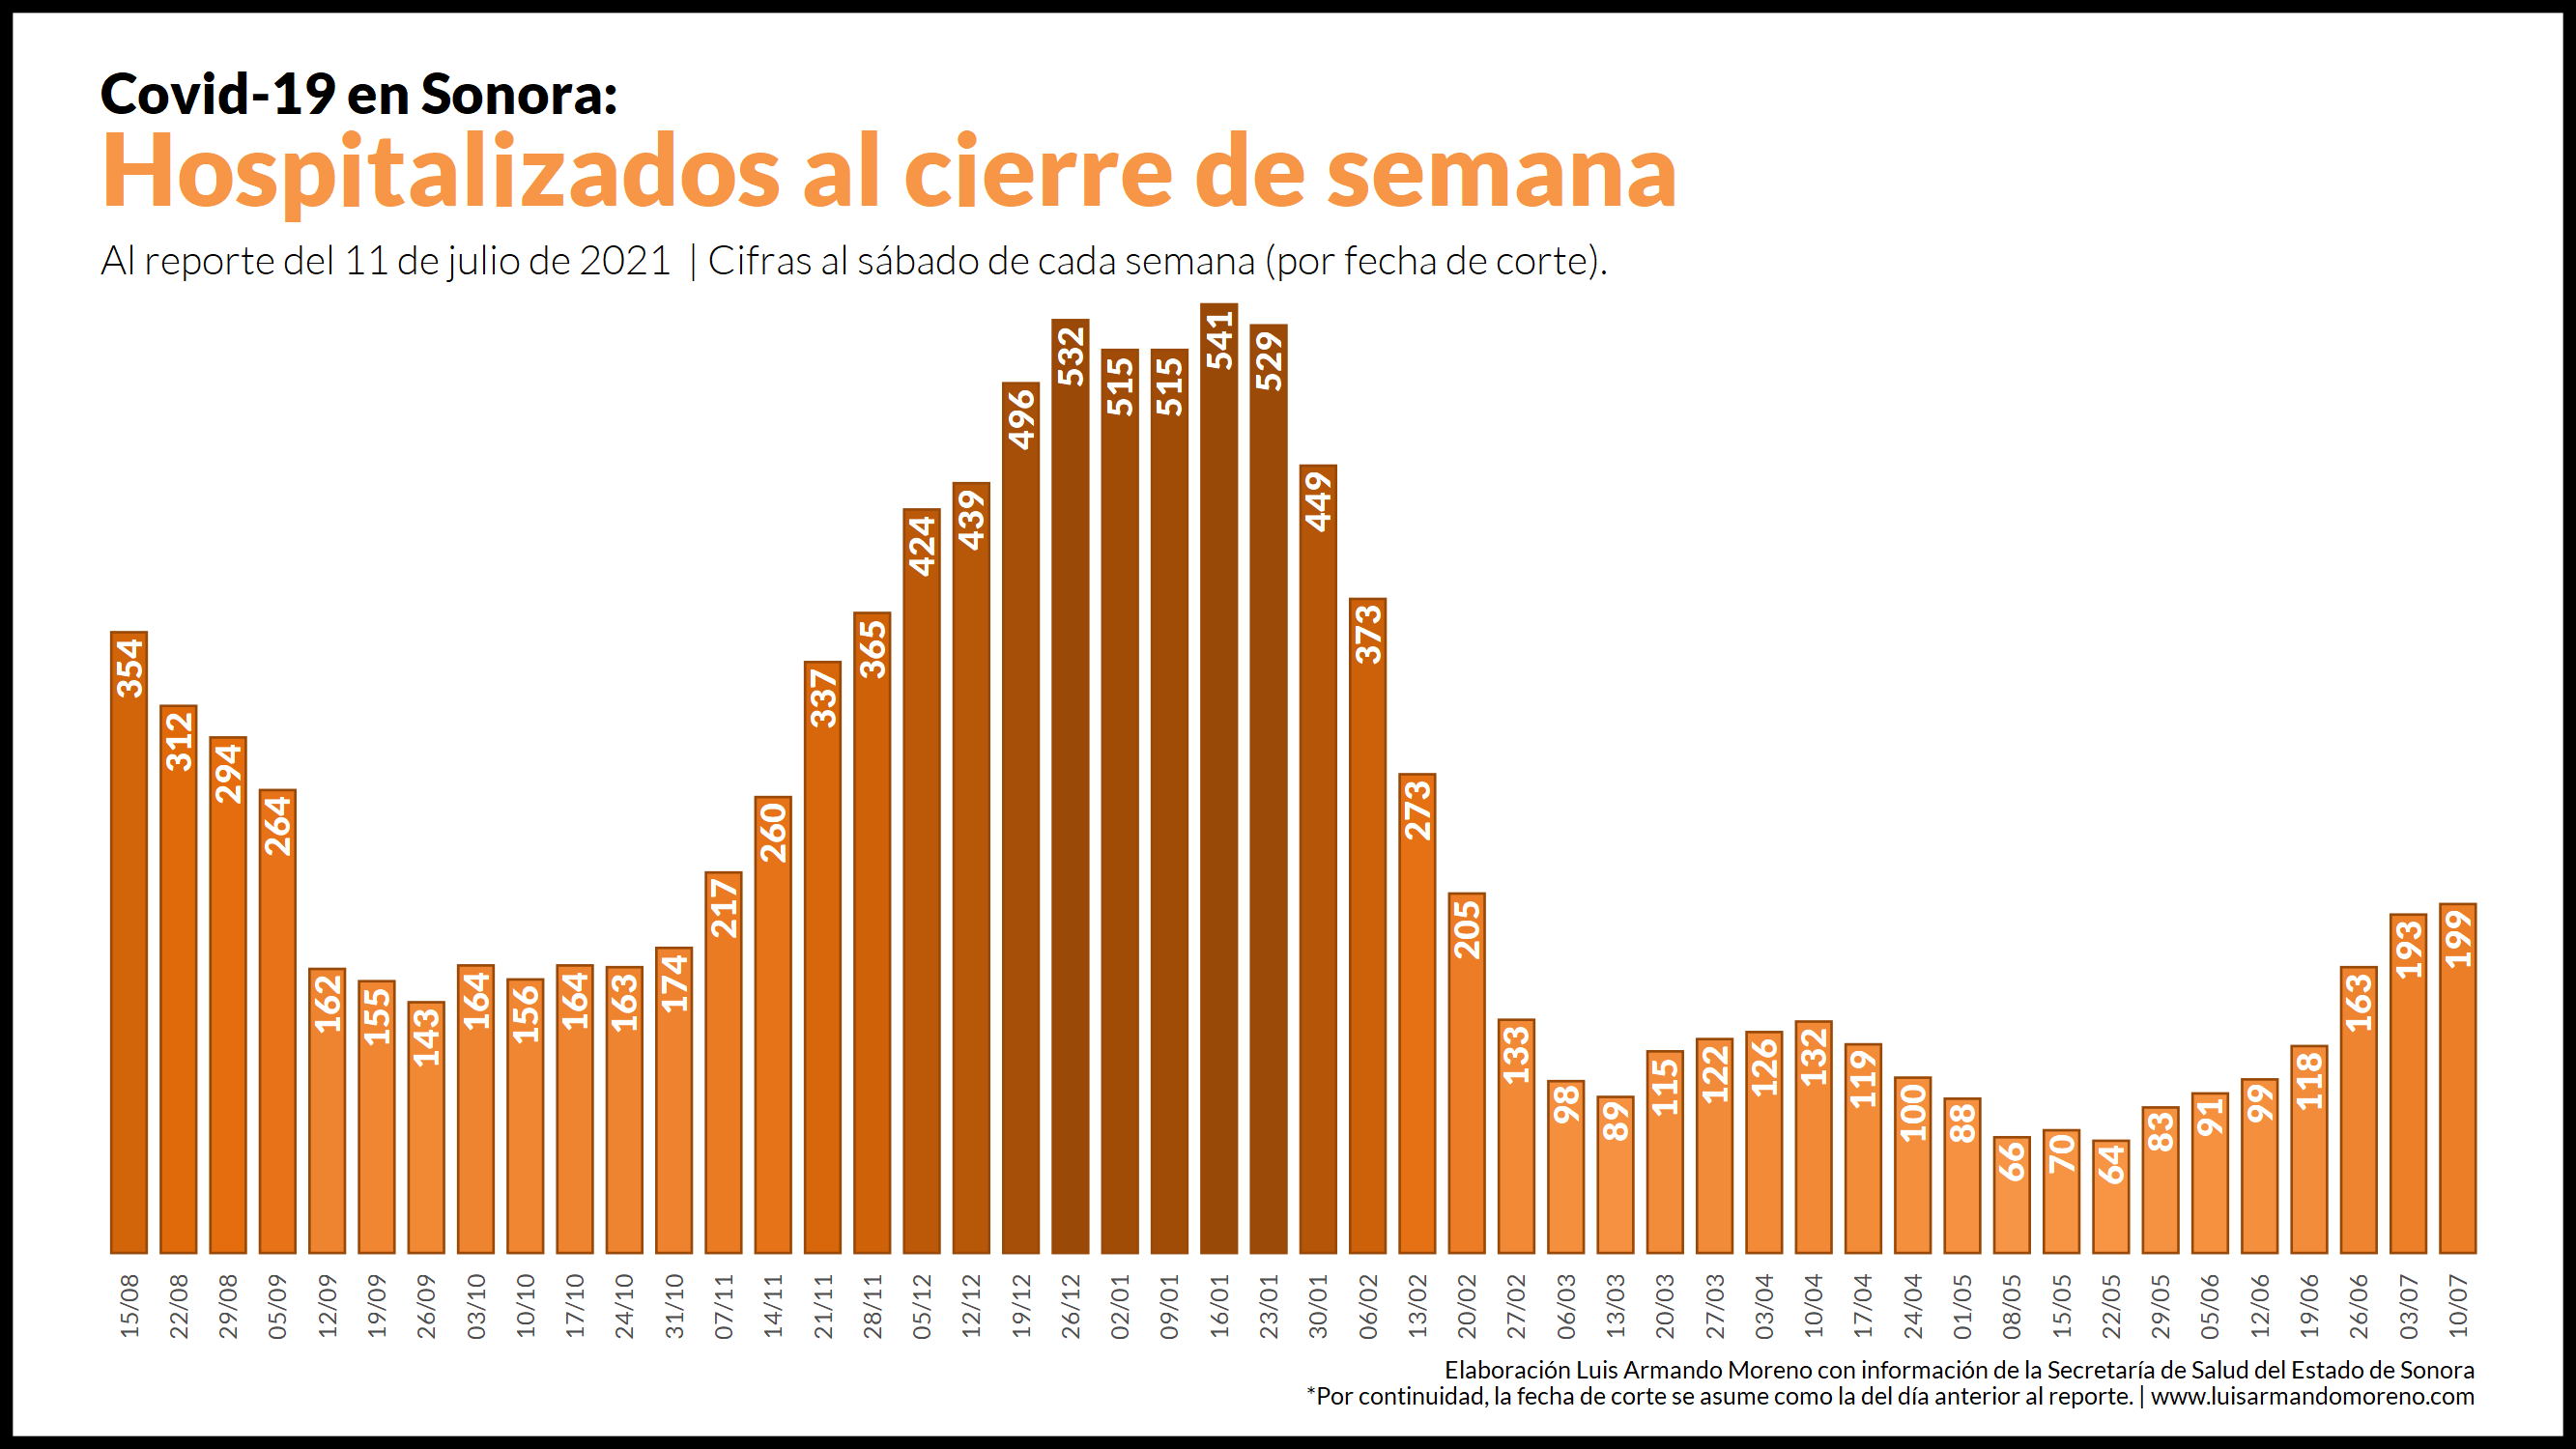 Covid-19 en Sonora:
Hospitalizados al cierre de semana
Al reporte del 11 de julio de 2021 | Cifras al sábado de cada semana (por fecha de corte).
354 312 294 264 162 155 143 164 156 164 163 174 217 260 337 365 424 439 496 532 515 515 541 529 449 373 273 205 133 98 89 115 122 126 132 119 100 88 66 70 64 83 91 99 118 163 193 199
15/08 22/08 29/08 05/09 12/09 19/09 26/09 03/10 10/10 17/10 24/10 31/10 07/11 14/11 21/11 28/11 05/12 12/12 19/12 26/12 02/01 09/01 16/01 23/01 30/01 06/02 13/02 20/02 27/02 06/03 13/03 20/03 27/03 03/04 10/04 17/04 24/04 01/05 08/05 15/05 22/05 29/05 05/06 12/06 19/06 26/06 03/07 10/07
Elaboración Luis Armando Moreno con información de la Secretaría de Salud del Estado de Sonora
*Por continuidad, la fecha de corte se asume como la del día anterior al reporte. | www.luisarmandomoreno.com